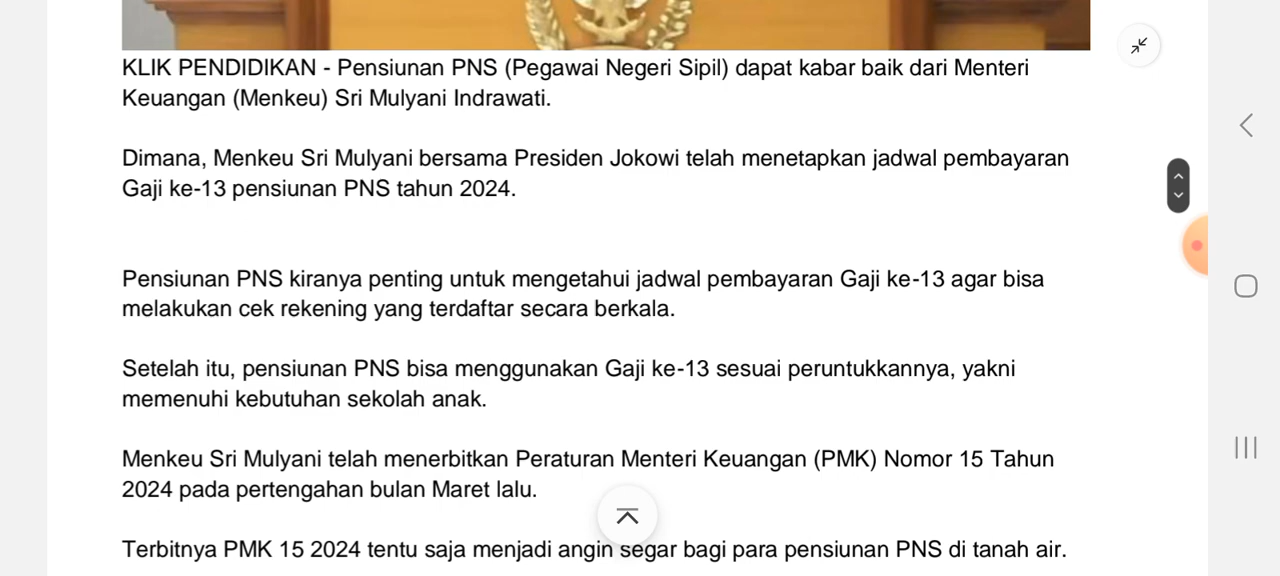 KLIK PENDIDIKAN - Pensiunan PNS (Pegawai Negeri Sipil) dapat kabar baik dari Menteri
Keuangan (Menkeu) Sri Mulyani Indrawati.
Dimana, Menkeu Sri Mulyani bersama Presiden Jokowi telah menetapkan jadwal pembayaran
Gaji ke-13 pensiunan PNS tahun 2024.
Pensiunan PNS kiranya penting untuk mengetahui jadwal pembayaran Gaji ke-13 agar bisa
melakukan cek rekening yang terdaftar secara berkala.
Setelah itu, pensiunan PNS bisa menggunakan Gaji ke-13 sesuai peruntukkannya, yakni
memenuhi kebutuhan sekolah anak.
Menkeu Sri Mulyani telah menerbitkan Peraturan Menteri Keuangan (PMK) Nomor 15 Tahun
2024 pada pertengahan bulan Maret lalu.
Terbitnya PMK 15 2024 tentu saja menjadi angin segar bagi para pensiunan PNS di tanah air.